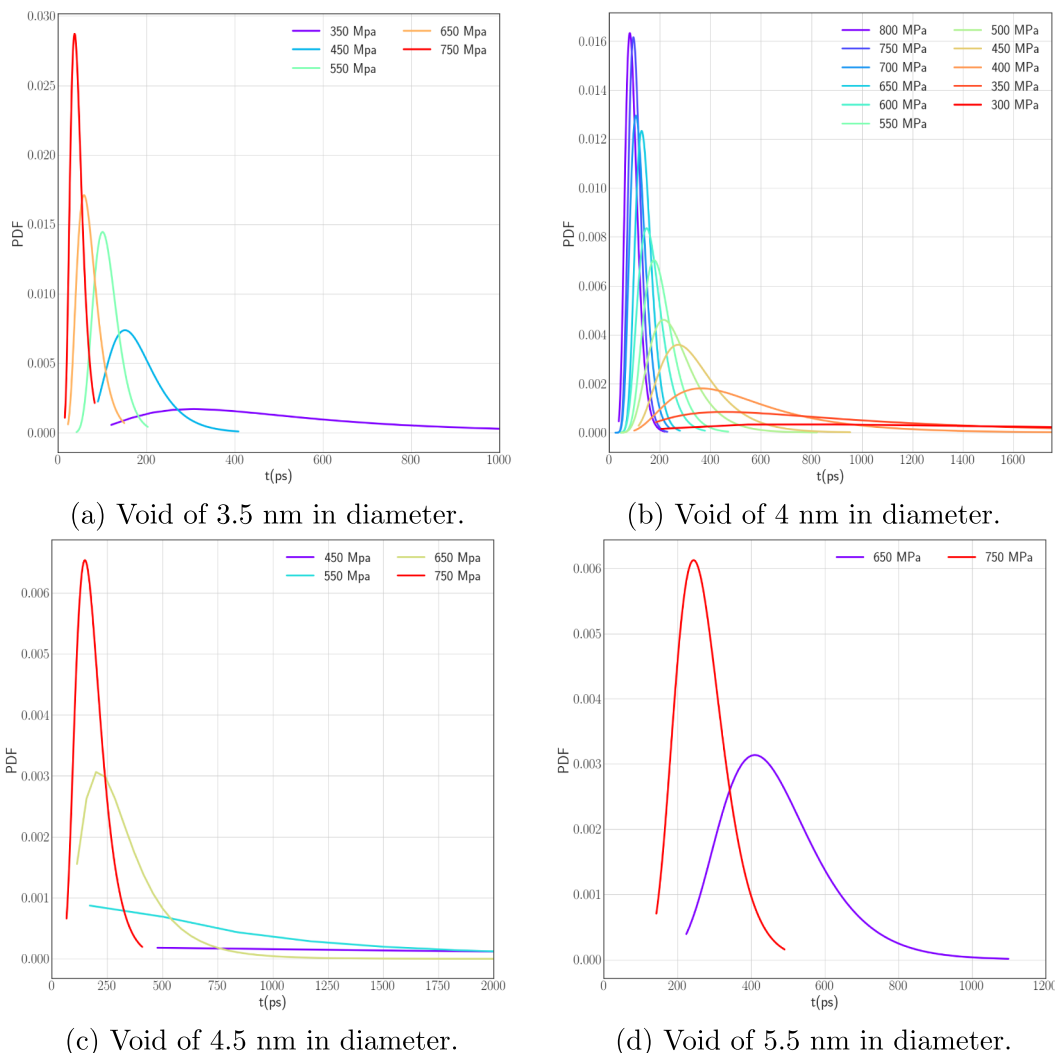 0.030
0.025
0.020
0.015
0.010
0.005
0.000
PDF
350 Mpa
450 Mpa
550 Mpa
650 Mpa
750 Mpa
0 200 400 600 800 1000
t(ps)
(a) Void of 3.5 nm in diameter.
0.016
0.014
0.012
0.010
0.008
0.006
0.004
0.002
0.000
PDF
800 MPa
750 MPa
700 MPa
650 MPa
600 MPa
550 MPa
500 MPa
450 MPa
400 MPa
350 MPa
300 MPa
0 200 400 600 800 1000 1200 1400 1600
t(ps)
(b) Void of 4 nm in diameter.
0.006
0.005
0.004
0.003
0.002
0.001
0.000
PDF
450 Mpa
550 Mpa
650 Mpa
750 Mpa
0 250 500 750 1000 1250 1500 1750 2000
t(ps)
(c) Void of 4.5 nm in diameter.
0.006
0.005
0.004
0.003
0.002
0.001
0.000
PDF
650 MPa
750 MPa
0 200 400 600 800 1000 1200
t(ps)
(d) Void of 5.5 nm in diameter.